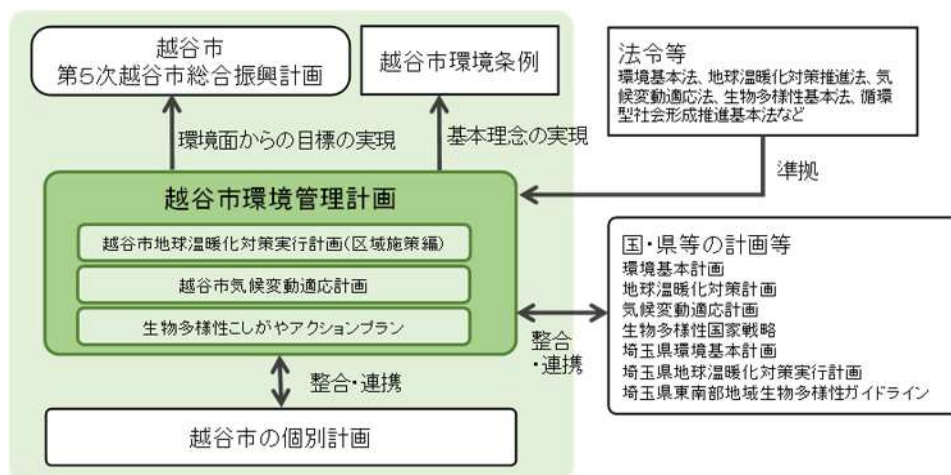 越谷市
第5次越谷市総合振興計画
越谷市環境条例
法令等
環境基本法、地球温暖化対策推進法、気
候変動適応法、生物多様性基本法、循環
型社会形成推進基本法など
環境面からの目標の実現
基本理念の実現
準拠
越谷市環境管理計画
越谷市地球温暖化対策実行計画(区域施策編)
越谷市気候変動適応計画
生物多様性こしがやアクションプラン
国・県等の計画等
環境基本計画
地球温暖化対策計画
気候変動適応計画
生物多様性国家戦略
埼玉県環境基本計画
埼玉県地球温暖化対策実行計画
埼玉県東南部地域生物多様性ガイドライン
整合
・連携
整合・連携
越谷市の個別計画